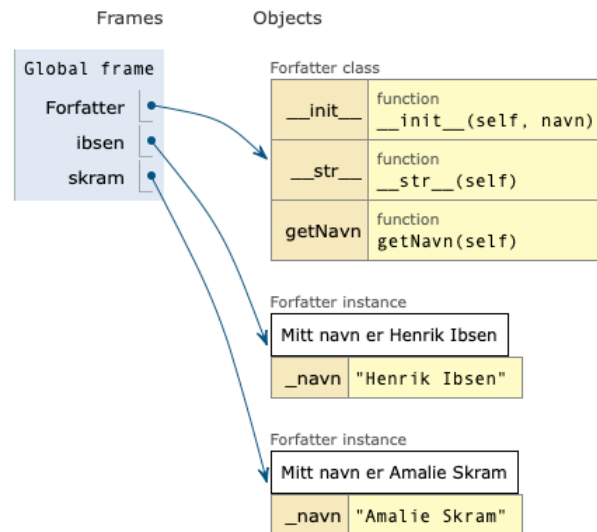 Frames Objects
Global frame
Forfatter
ibsen
skram
Forfatter class
__init__ function
__init__(self, navn)
__str__ function
__str__(self)
getNavn function
getNavn(self)
Forfatter instance
Mitt navn er Henrik Ibsen
_navn "Henrik Ibsen"
Forfatter instance
Mitt navn er Amalie Skram
_navn "Amalie Skram"